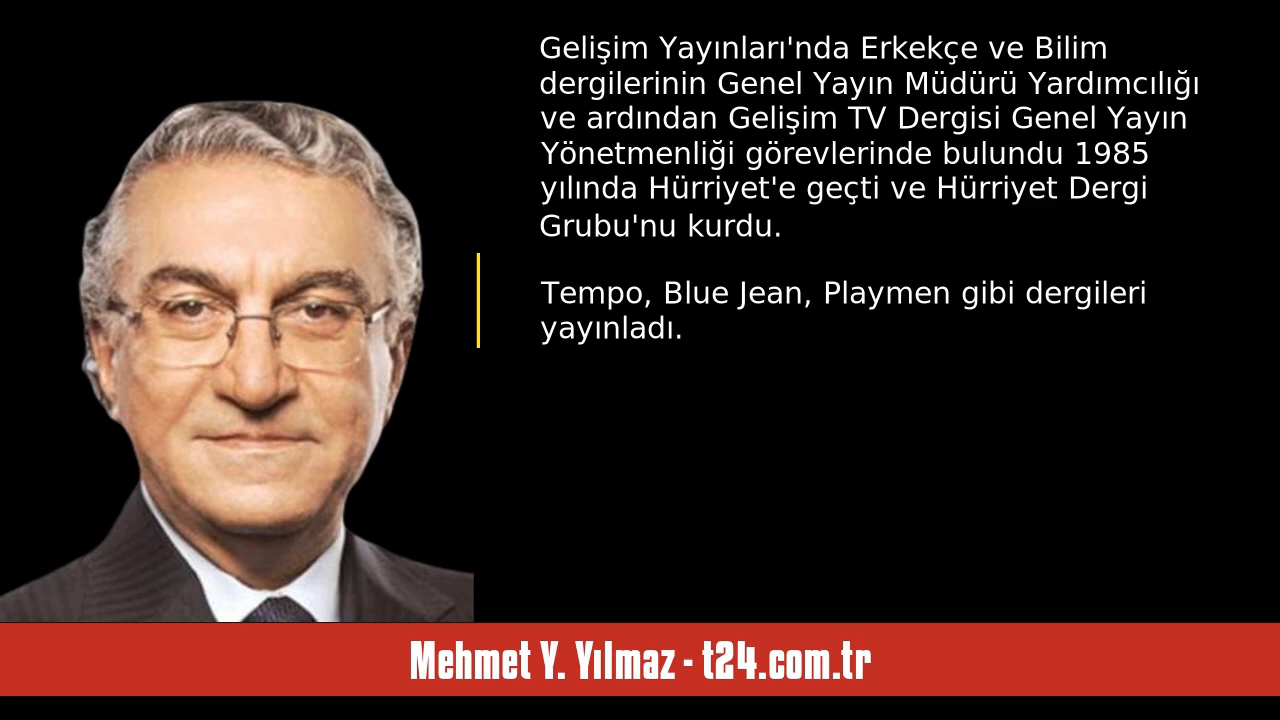 Gelişim Yayınları'nda Erkekçe ve Bilim
dergilerinin Genel Yayın Müdürü Yardımcılığı
ve ardından Gelişim TV Dergisi Genel Yayın
Yönetmenliği görevlerinde bulundu 1985
yılında Hürriyet'e geçti ve Hürriyet Dergi
Grubu'nu kurdu.
Tempo, Blue Jean, Playmen gibi dergileri
yayınladı.
Mehmet Y. Yılmaz - t24.com.tr